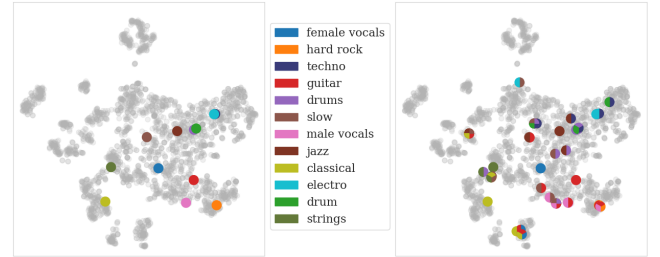 female vocals
hard rock
techno
guitar
drums
slow
male vocals
jazz
classical
electro
drum
strings